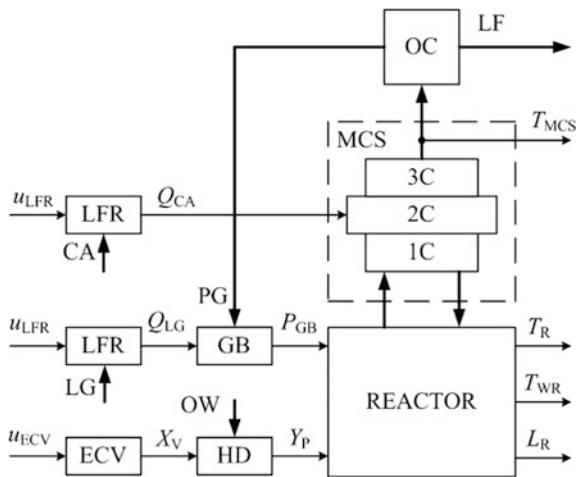 OC
LF
MCS
T_MCS
3C
u_LFR
LFR
Q_CA
2C
CA
1C
PG
u_LFR
LFR
Q_LG
GB
P_GB
T_R
LG
REACTOR
T_WR
OW
u_ECV
ECV
X_V
HD
Y_P
L_R